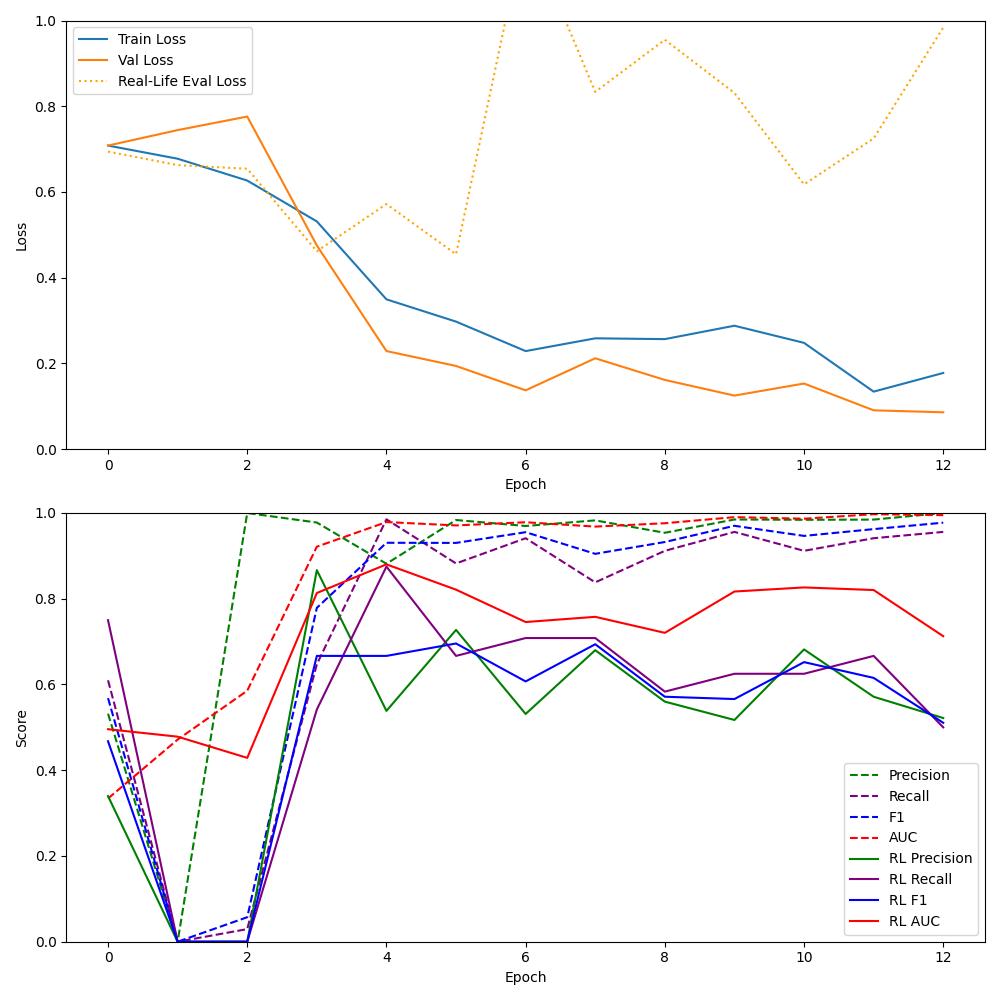 1.0
0.8
0.6
0.4
0.2
0.0
Loss
Train Loss
Val Loss
Real-Life Eval Loss
0 2 4 6 8 10 12
Epoch
1.0
0.8
0.6
0.4
0.2
0.0
Score
Precision
Recall
F1
AUC
RL Precision
RL Recall
RL F1
RL AUC
0 2 4 6 8 10 12
Epoch